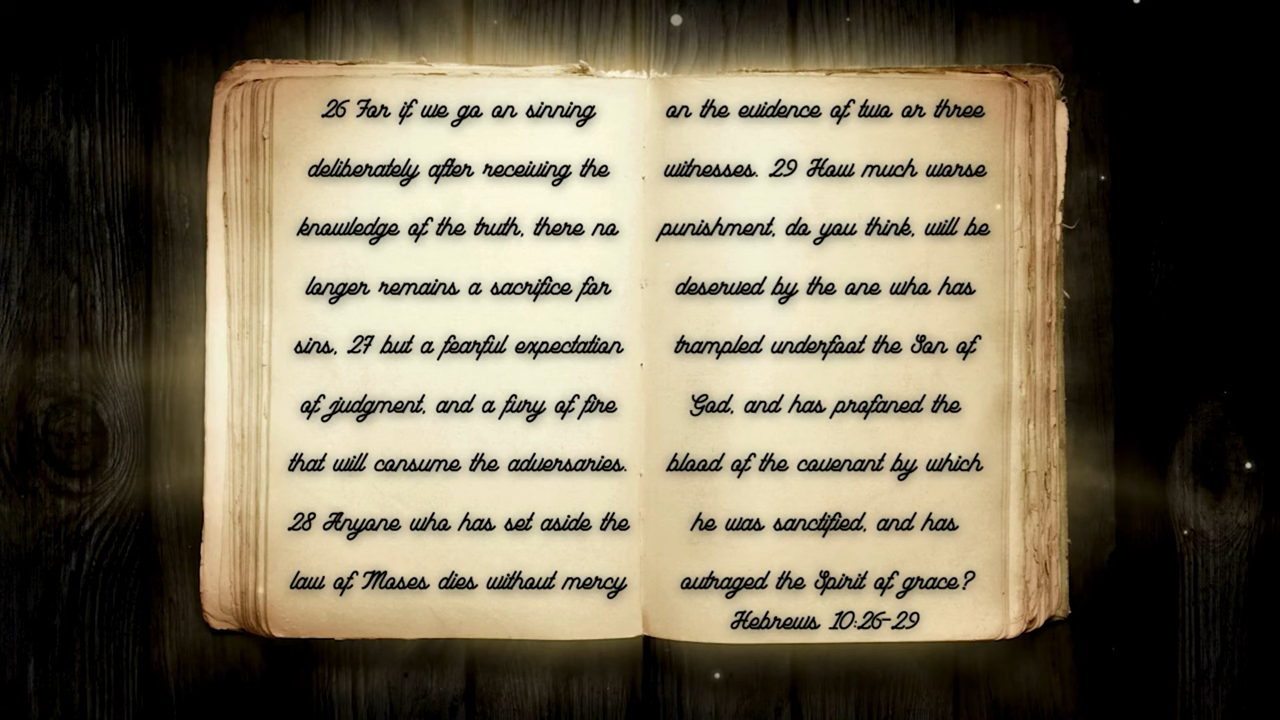 26 For if we go on sinning
deliberately after receiving the
knowledge of the truth, there no
longer remains a sacrifice for
sins, 27 but a fearful expectation
of judgment, and a fury of fire
that will consume the adversaries.
28 Anyone who has set aside the
law of Moses dies without mercy
on the evidence of two or three
witnesses. 29 How much worse
punishment, do you think, will be
deserved by the one who has
trampled underfoot the Son of
God, and has profaned the
blood of the covenant by which
he was sanctified, and has
outraged the Spirit of grace?
Hebrews 10:26-29